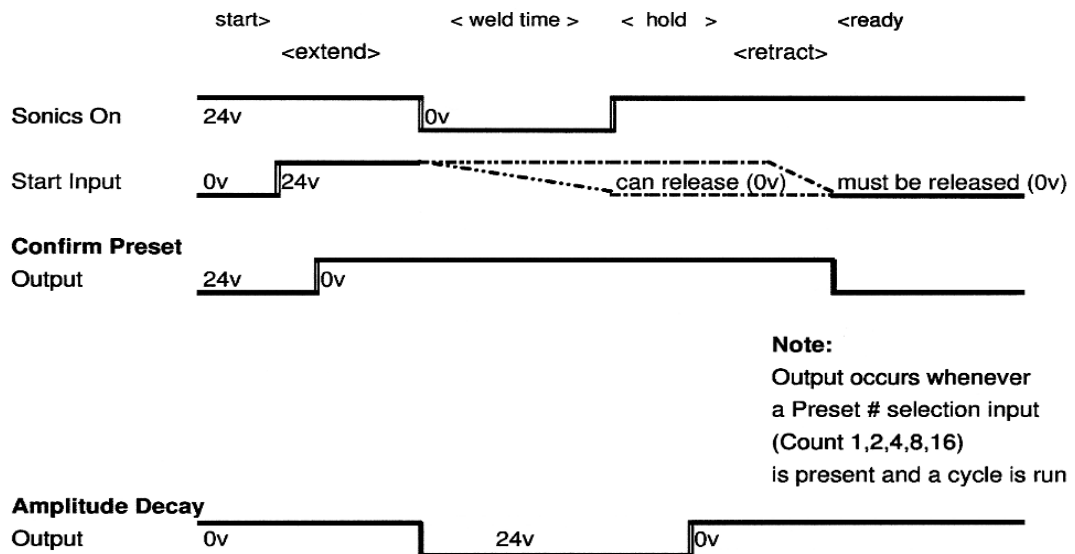 start> < weld time > < hold > <ready
<extend> <retract>
Sonics On 24v 0v
Start Input 0v 24v can release (0v) must be released (0v)
Confirm Preset
Output 24v 0v
Note:
Output occurs whenever
a Preset # selection input
(Count 1,2,4,8,16)
is present and a cycle is run
Amplitude Decay
Output 0v 24v 0v